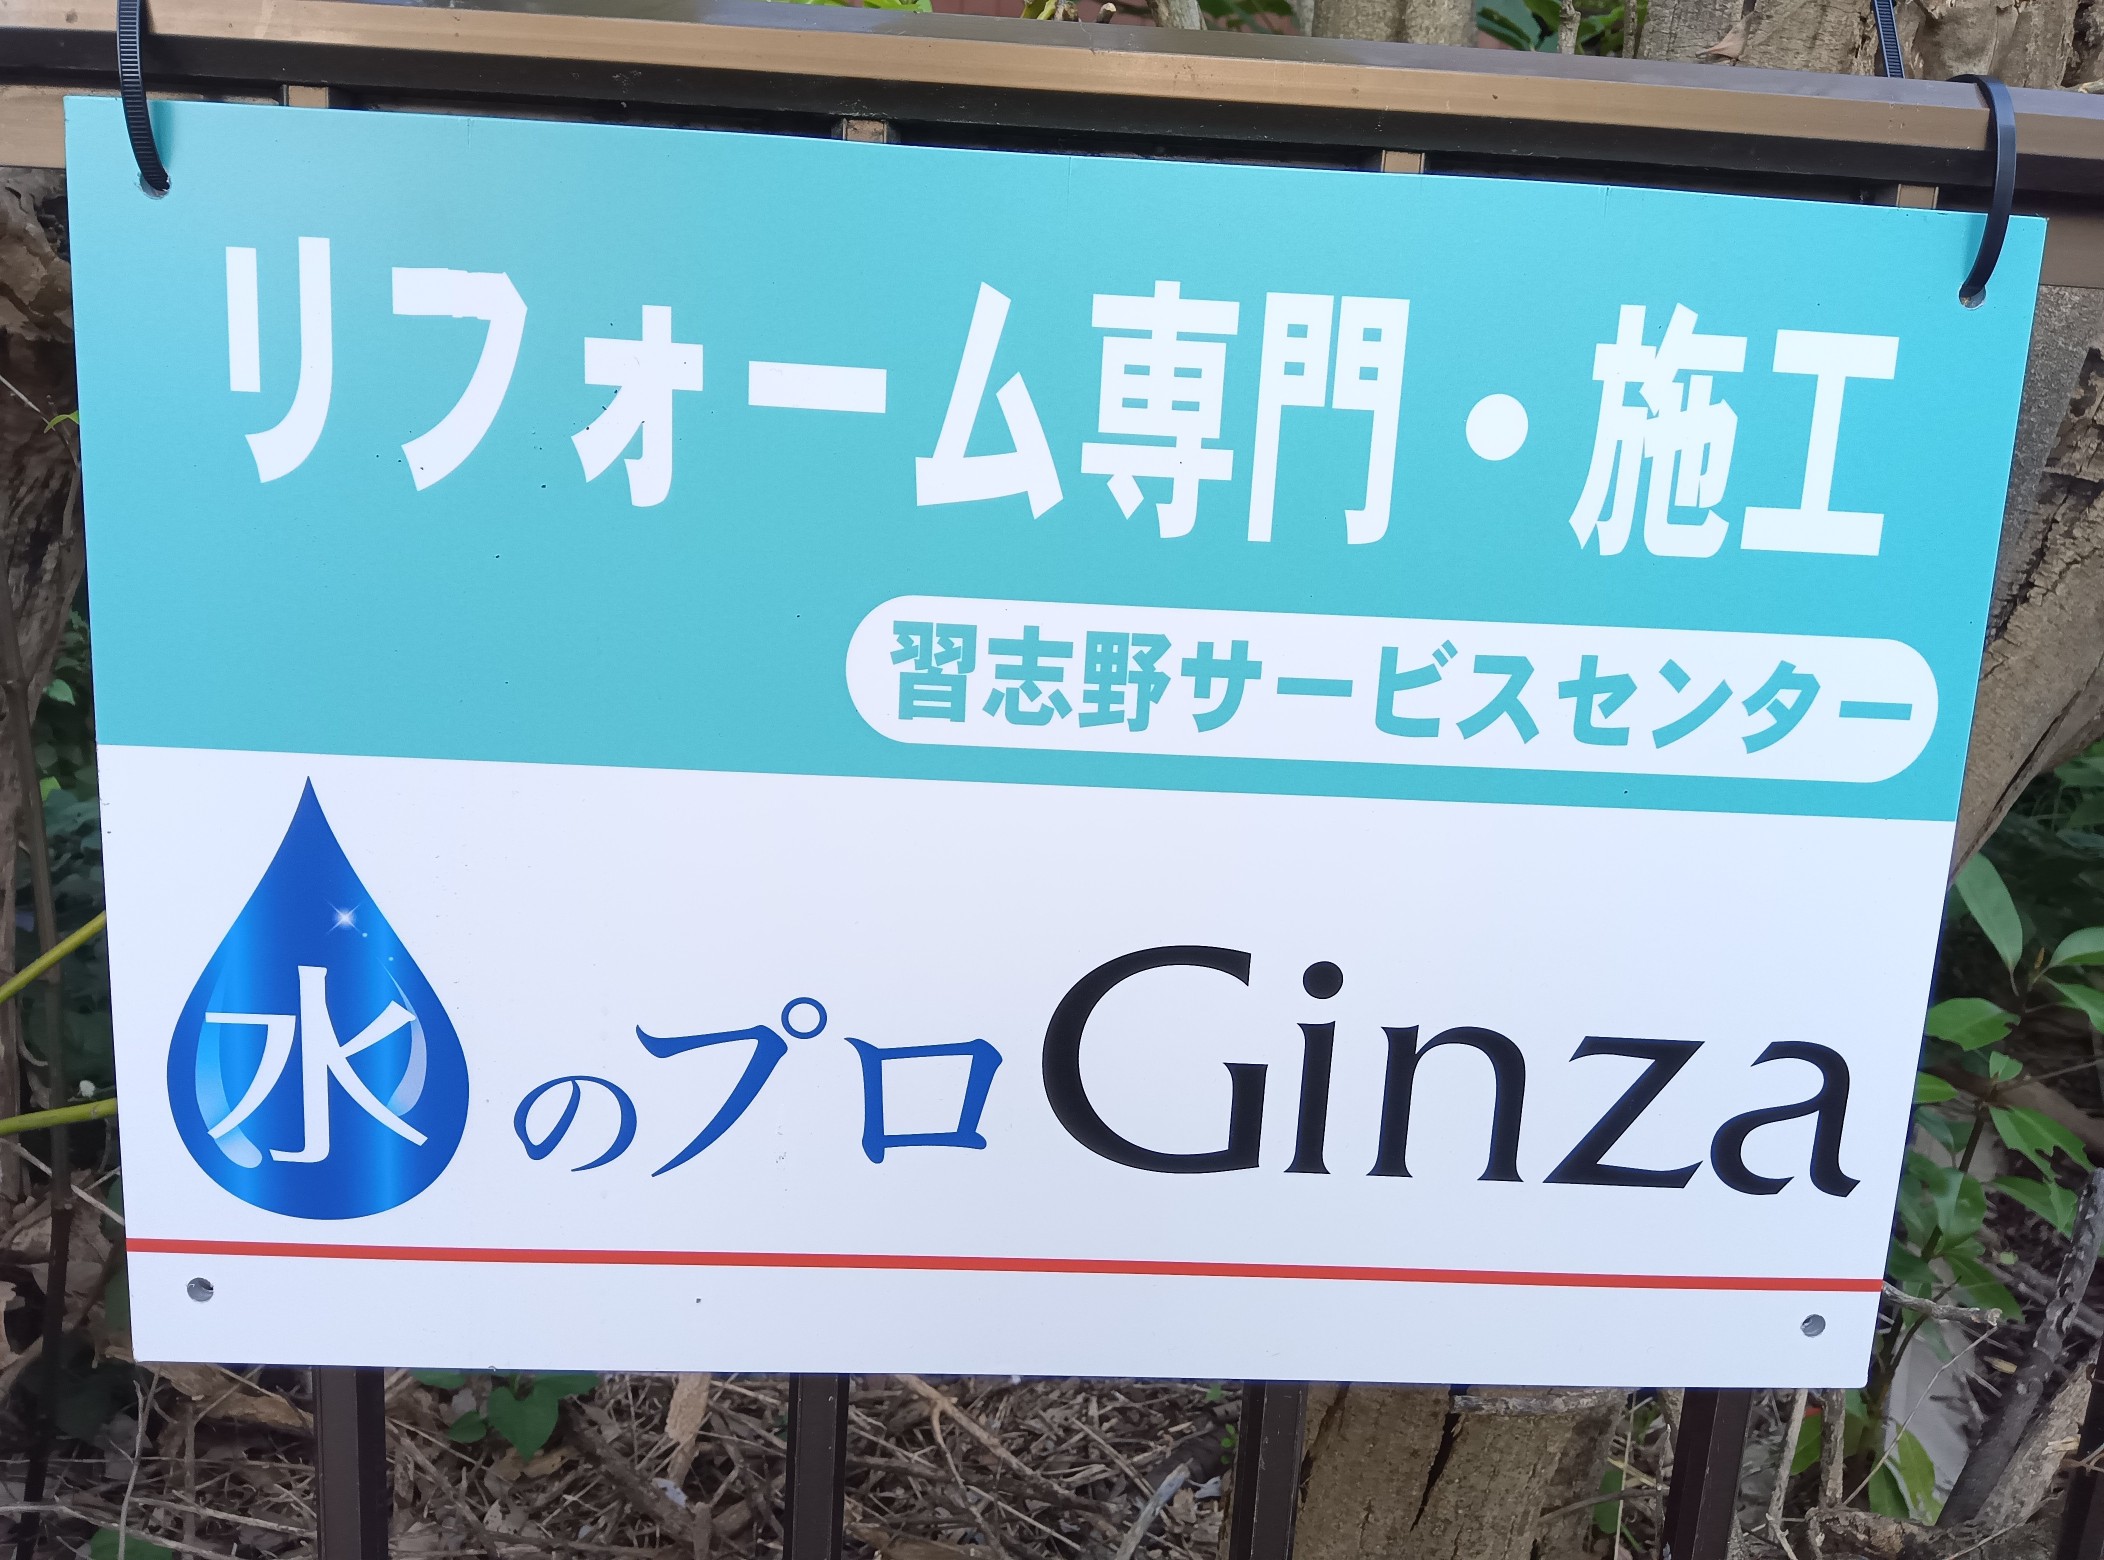 リフォーム専門・施工
習志野サービスセンター
水のプロGinza